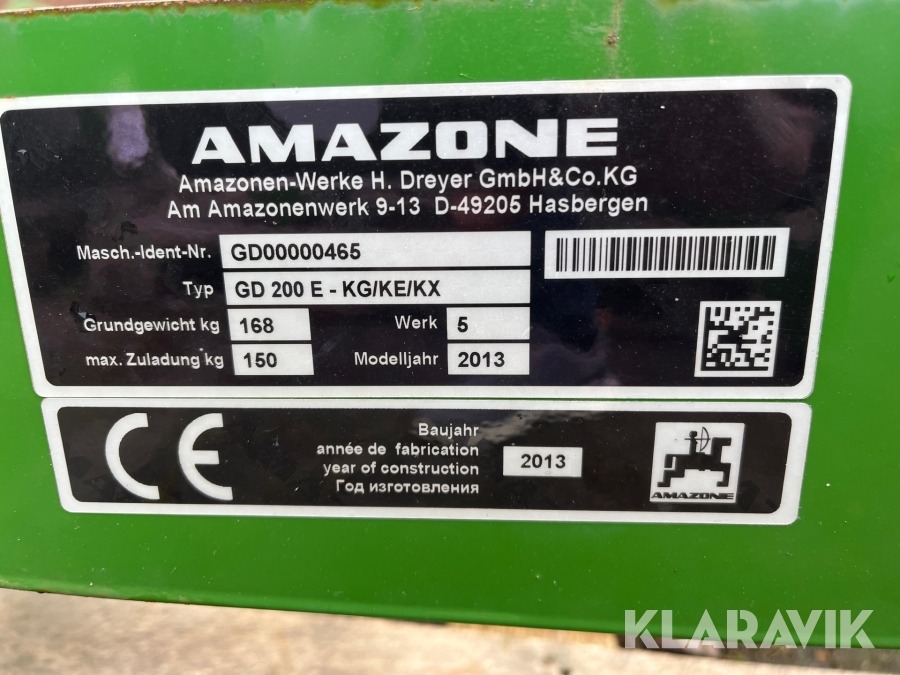 AMAZONE
Amazonen-Werke H. Dreyer GmbH&Co.KG
Am Amazonenwerk 9-13 D-49205 Hasbergen
Masch.-Ident-Nr. GD00000465
Typ GD 200 E - KG/KE/KX
Grundgewicht kg 168 Werk 5
max. Zuladung kg 150 Modelljahr 2013
CE
Baujahr
année de fabrication
year of construction
Год изготовления
2013
AMAZONE
KLARAVIK